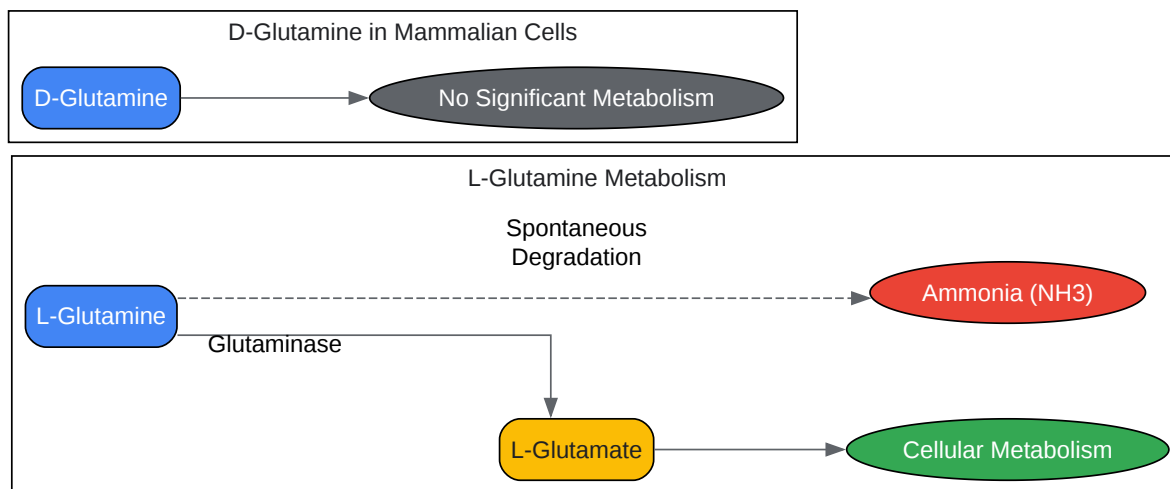 D-Glutamine in Mammalian Cells
D-Glutamine
No Significant Metabolism
L-Glutamine Metabolism
Spontaneous
Degradation
L-Glutamine
Ammonia (NH3)
Glutaminase
L-Glutamate
Cellular Metabolism